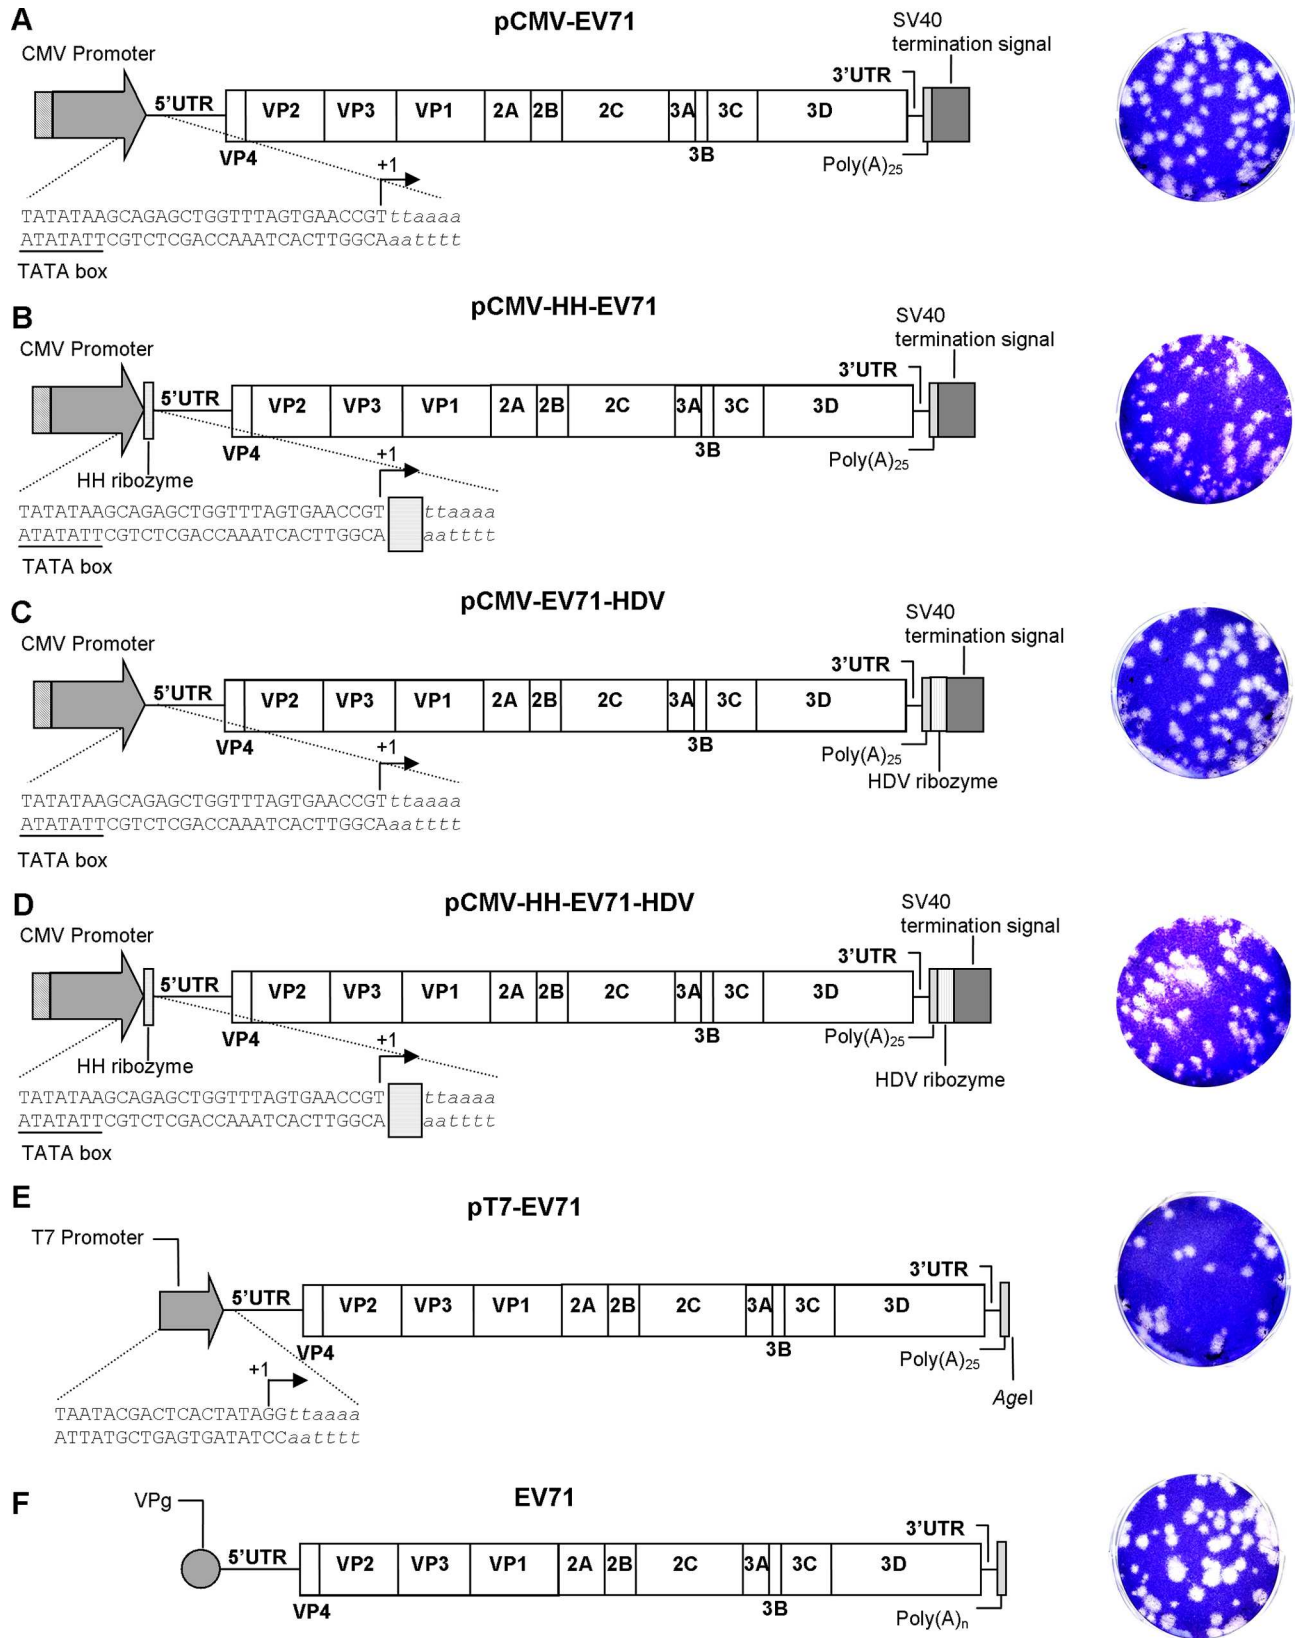 A
pCMV-EV71
SV40
termination signal
CMV Promoter
3’UTR
5’UTR
VP2 VP3 VP1 2A 2B 2C 3A 3C 3D
VP4
3B
Poly(A)25
+1
TATATAAGCAGAGCTGGTTTAGTGAACCGTttaaaa
ATATATTCGTCTCGACCAAATCACTTGGCAaatttt
TATA box
B
pCMV-HH-EV71
SV40
termination signal
CMV Promoter
3’UTR
5’UTR
VP2 VP3 VP1 2A 2B 2C 3A 3C 3D
VP4
3B
Poly(A)25
+1
HH ribozyme
TATATAAGCAGAGCTGGTTTAGTGAACCGT ttaaaa
ATATATTCGTCTCGACCAAATCACTTGGCA aatttt
TATA box
C
pCMV-EV71-HDV
SV40
termination signal
CMV Promoter
3’UTR
5’UTR
VP2 VP3 VP1 2A 2B 2C 3A 3C 3D
VP4
3B
Poly(A)25
+1
HDV ribozyme
TATATAAGCAGAGCTGGTTTAGTGAACCGTttaaaa
ATATATTCGTCTCGACCAAATCACTTGGCAaatttt
TATA box
D
pCMV-HH-EV71-HDV
SV40
termination signal
CMV Promoter
3’UTR
5’UTR
VP2 VP3 VP1 2A 2B 2C 3A 3C 3D
VP4
3B
Poly(A)25
+1
HH ribozyme
HDV ribozyme
TATATAAGCAGAGCTGGTTTAGTGAACCGT ttaaaa
ATATATTCGTCTCGACCAAATCACTTGGCA aatttt
TATA box
E
pT7-EV71
T7 Promoter
3’UTR
5’UTR
VP2 VP3 VP1 2A 2B 2C 3A 3C 3D
VP4
3B
Poly(A)25
+1
AgeI
TAATACGACTCACTATAGGttaaaa
ATTATGCTGAGTGATATCCaatttt
F
EV71
VPg
3’UTR
5’UTR
VP2 VP3 VP1 2A 2B 2C 3A 3C 3D
VP4
3B
Poly(A)n